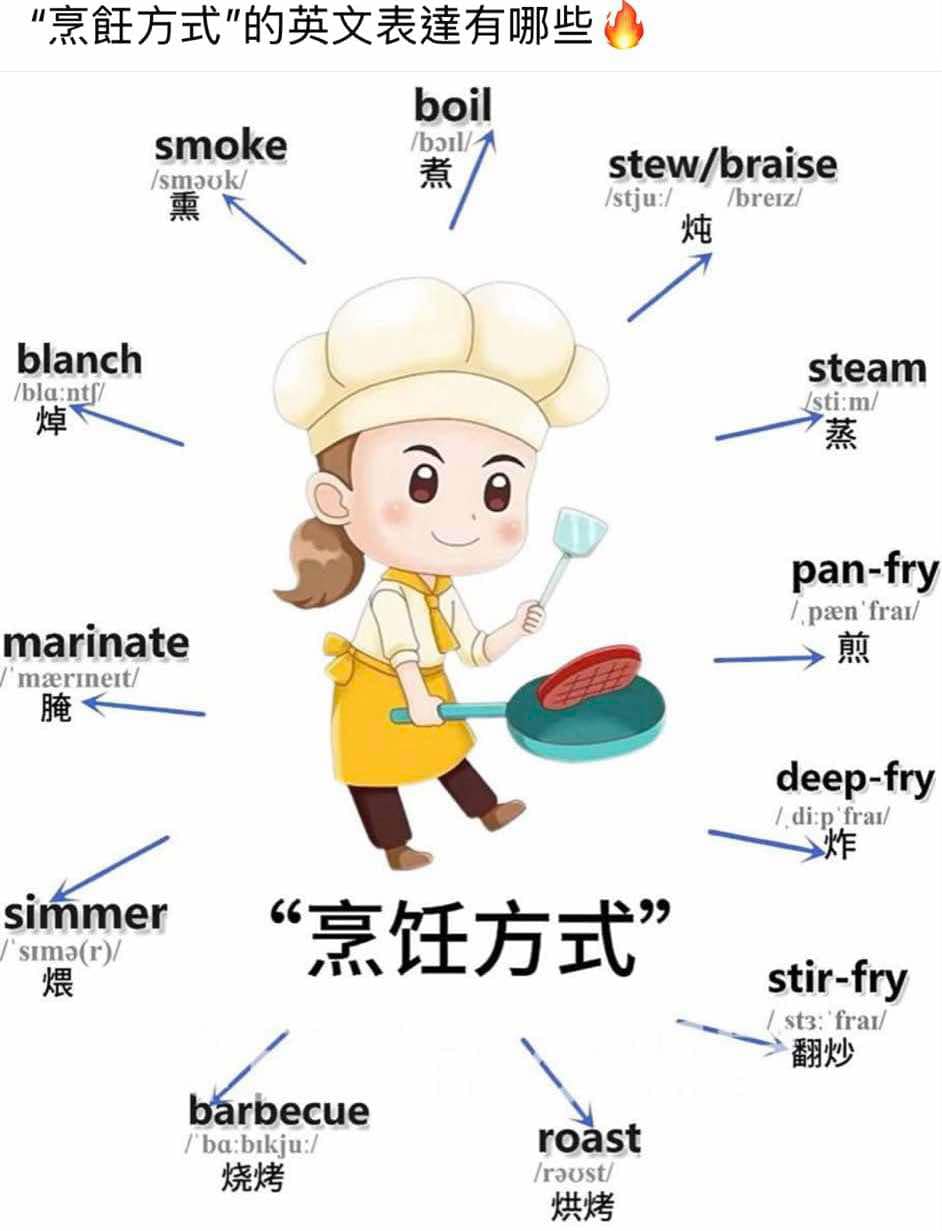 “烹飪方式”的英文表達有哪些🔥
boil
/bɔɪl/
煮
smoke
/sməʊk/
熏
stew/braise
/stjuː/ /breɪz/
炖
blanch
/blɑːntʃ/
焯
steam
/stiːm/
蒸
pan-fry
/ˌpænˈfraɪ/
煎
marinate
/ˈmærɪneɪt/
腌
deep-fry
/ˌdiːpˈfraɪ/
炸
simmer
/ˈsɪmə(r)/
煨
“烹饪方式”
stir-fry
/ˌstɜːˈfraɪ/
翻炒
barbecue
/ˈbɑːbɪkjuː/
烧烤
roast
/rəʊst/
烘烤